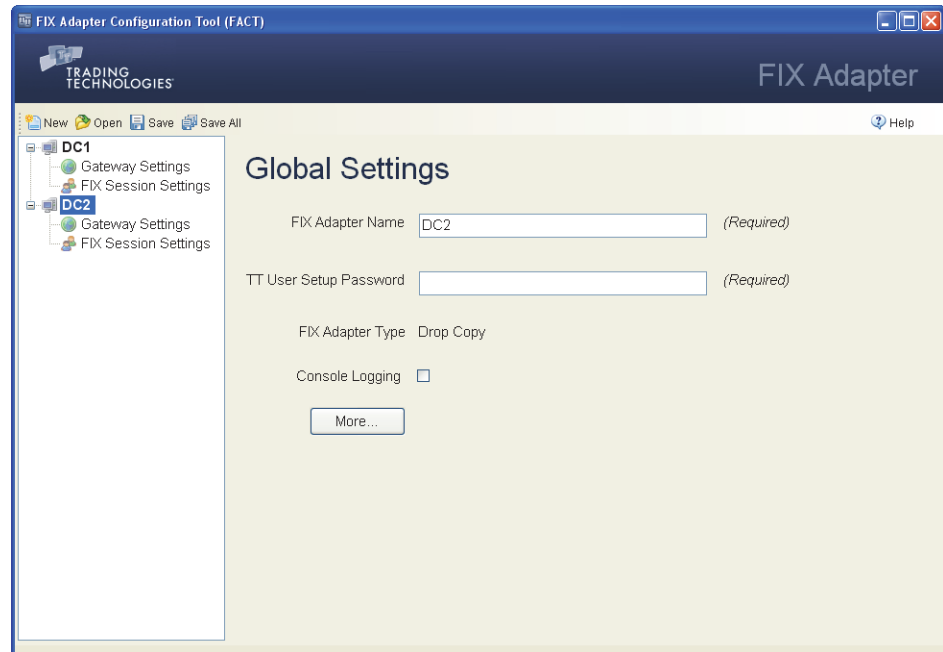 FIX Adapter Configuration Tool (FACT)
TRADING
TECHNOLOGIES
FIX Adapter
New Open Save Save All Help
DC1
Gateway Settings
FIX Session Settings
DC2
Gateway Settings
FIX Session Settings
Global Settings
FIX Adapter Name DC2 (Required)
TT User Setup Password (Required)
FIX Adapter Type Drop Copy
Console Logging
More...